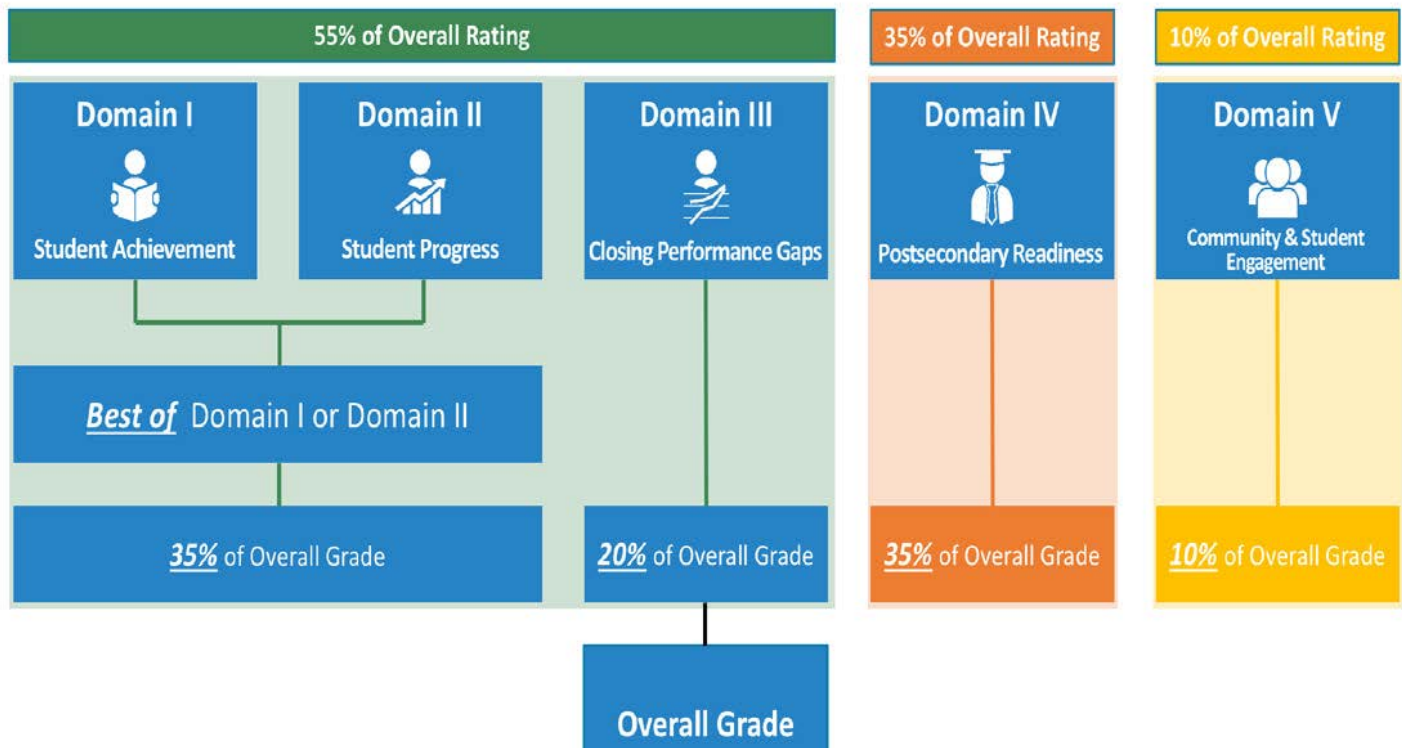 55% of Overall Rating
35% of Overall Rating
10% of Overall Rating
Domain I
Student Achievement
Domain II
Student Progress
Domain III
Closing Performance Gaps
Domain IV
Postsecondary Readiness
Domain V
Community & Student
Engagement
Best of Domain I or Domain II
35% of Overall Grade
20% of Overall Grade
35% of Overall Grade
10% of Overall Grade
Overall Grade